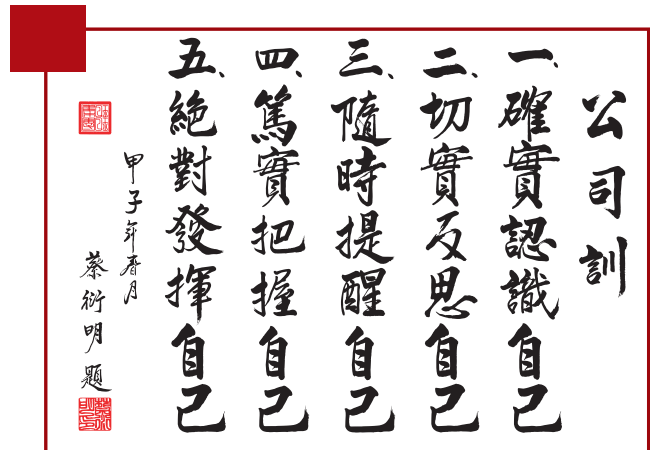 公司訓
一、確實認識自己
二、切實反思自己
三、隨時提醒自己
四、篤實把握自己
五、絕對發揮自己
甲子年春月
蔡衍明題